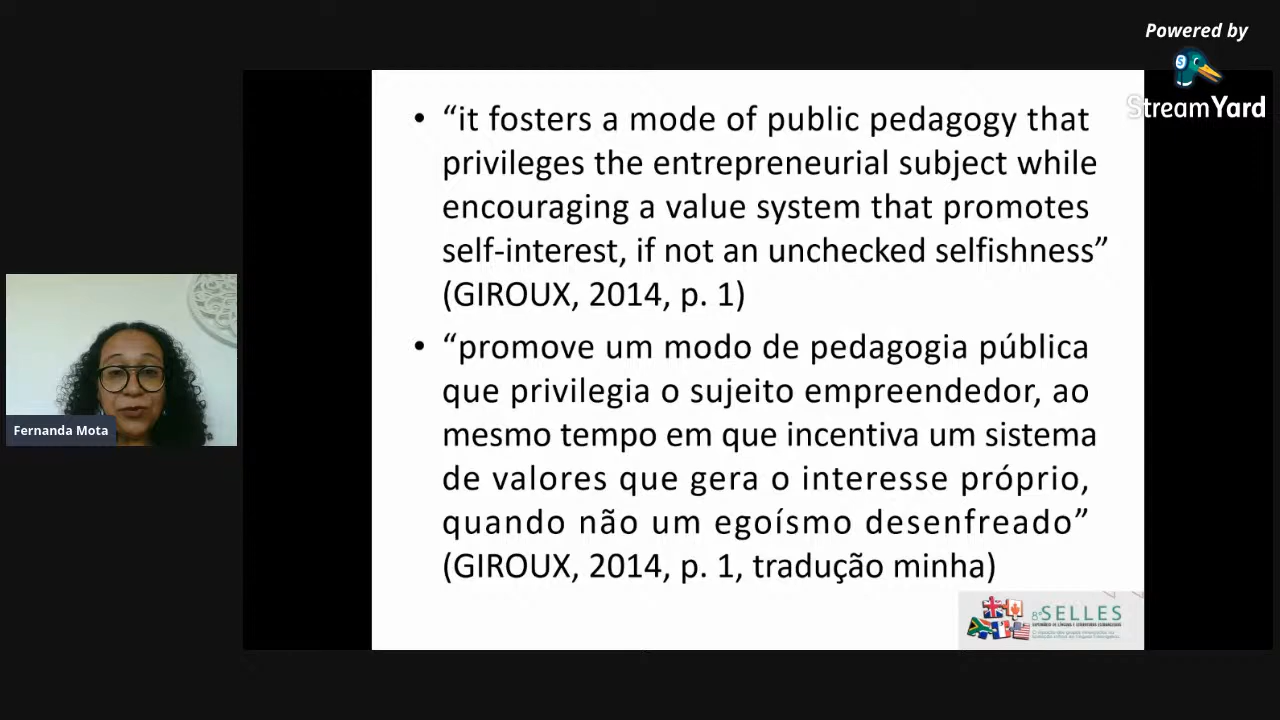 Powered by
StreamYard
• “it fosters a mode of public pedagogy that
privileges the entrepreneurial subject while
encouraging a value system that promotes
self-interest, if not an unchecked selfishness”
(GIROUX, 2014, p. 1)
• “promove um modo de pedagogia pública
que privilegia o sujeito empreendedor, ao
mesmo tempo em que incentiva um sistema
de valores que gera o interesse próprio,
quando não um egoísmo desenfreado”
(GIROUX, 2014, p. 1, tradução minha)
Fernanda Mota
8º SELLES